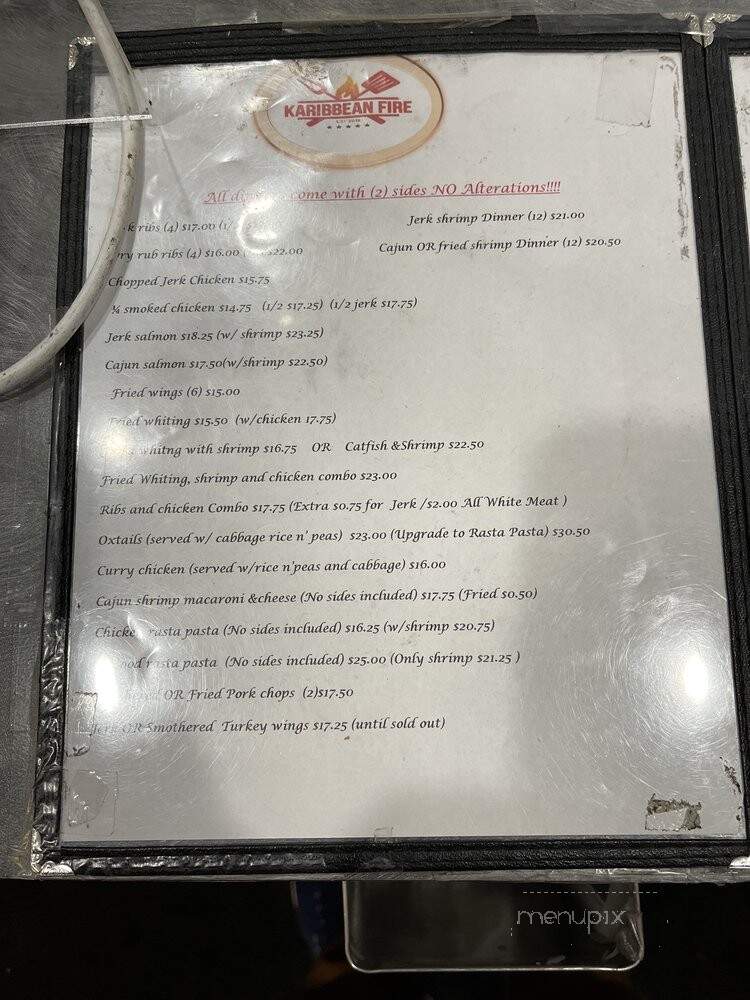 KARIBBEAN FIRE
All come with (2) sides NO Alterations!!!!
ribs (4) $17.00 (1/
Jerk shrimp Dinner (12) $21.00
rub ribs (4) $16.00 $22.00
Cajun OR fried shrimp Dinner (12) $20.50
Chopped Jerk Chicken $15.75
¼ smoked chicken $14.75 (1/2 $17.25) (1/2 jerk $17.75)
Jerk salmon $18.25 (w/ shrimp $23.25)
Cajun salmon $17.50(w/shrimp $22.50)
Fried wings (6) $15.00
Fried whiting $15.50 (w/chicken 17.75)
whitng with shrimp $16.75 OR Catfish &Shrimp $22.50
Fried Whiting, shrimp and chicken combo $23.00
Ribs and chicken Combo $17.75 (Extra $0.75 for Jerk /$2.00 All White Meat )
Oxtails (served w/ cabbage rice n' peas) $23.00 (Upgrade to Rasta Pasta) $30.50
Curry chicken (served w/rice n'peas and cabbage) $16.00
Cajun shrimp macaroni &cheese (No sides included) $17.75 (Fried $0.50)
Chicken rasta pasta (No sides included) $16.25 (w/shrimp $20.75)
rasta pasta (No sides included) $25.00 (Only shrimp $21.25 )
OR Fried Pork chops (2)$17.50
Jerk OR Smothered Turkey wings $17.25 (until sold out)
menupix